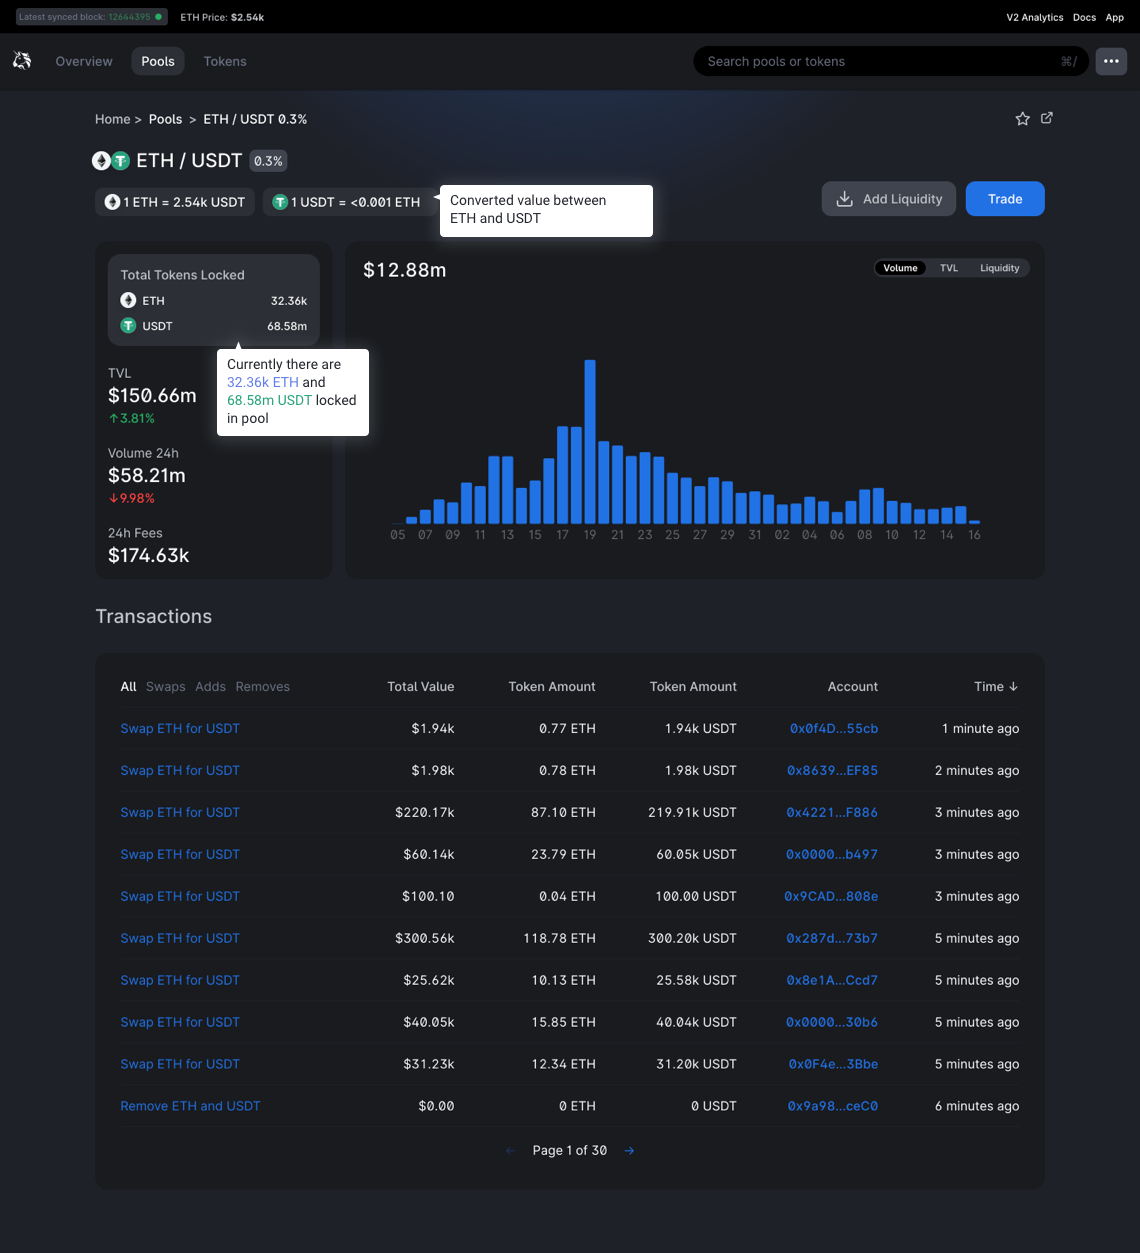 Latest synced block: 12644395
ETH Price: $2.54k
V2 Analytics Docs App
Overview Pools Tokens
Search pools or tokens ⌘/
Home > Pools > ETH / USDT 0.3%
ETH / USDT 0.3%
1 ETH = 2.54k USDT
1 USDT = <0.001 ETH
Converted value between
ETH and USDT
Add Liquidity
Trade
Total Tokens Locked
ETH 32.36k
USDT 68.58m
Currently there are
32.36k ETH and
68.58m USDT locked
in pool
TVL
$150.66m
↑3.81%
Volume 24h
$58.21m
↓9.98%
24h Fees
$174.63k
$12.88m
Volume TVL Liquidity
05 07 09 11 13 15 17 19 21 23 25 27 29 31 02 04 06 08 10 12 14 16
Transactions
All Swaps Adds Removes Total Value Token Amount Token Amount Account Time ↓
Swap ETH for USDT $1.94k 0.77 ETH 1.94k USDT 0x0f4D...55cb 1 minute ago
Swap ETH for USDT $1.98k 0.78 ETH 1.98k USDT 0x8639...EF85 2 minutes ago
Swap ETH for USDT $220.17k 87.10 ETH 219.91k USDT 0x4221...F886 3 minutes ago
Swap ETH for USDT $60.14k 23.79 ETH 60.05k USDT 0x0000...b497 3 minutes ago
Swap ETH for USDT $100.10 0.04 ETH 100.00 USDT 0x9CAD...808e 3 minutes ago
Swap ETH for USDT $300.56k 118.78 ETH 300.20k USDT 0x287d...73b7 5 minutes ago
Swap ETH for USDT $25.62k 10.13 ETH 25.58k USDT 0x8e1A...Ccd7 5 minutes ago
Swap ETH for USDT $40.05k 15.85 ETH 40.04k USDT 0x0000...30b6 5 minutes ago
Swap ETH for USDT $31.23k 12.34 ETH 31.20k USDT 0x0F4e...3Bbe 5 minutes ago
Remove ETH and USDT $0.00 0 ETH 0 USDT 0x9a98...ceC0 6 minutes ago
← Page 1 of 30 →